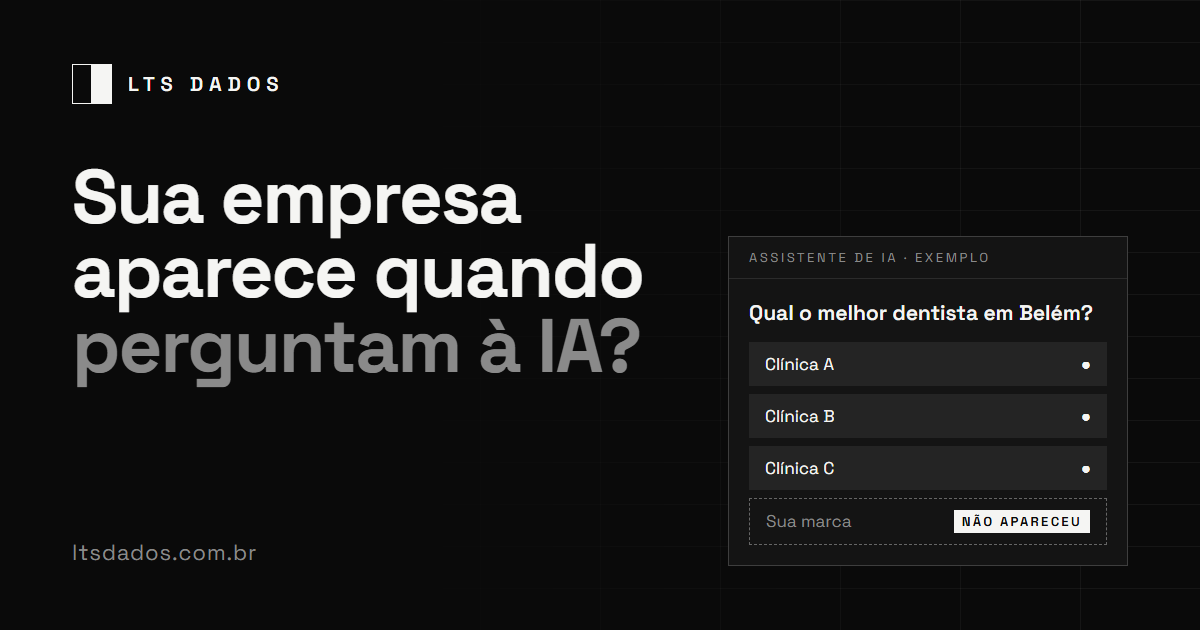 LTS DADOS
Sua empresa
aparece quando
perguntam à IA?
ltsdados.com.br
ASSISTENTE DE IA · EXEMPLO
Qual o melhor dentista em Belém?
Clínica A
Clínica B
Clínica C
Sua marca
NÃO APARECEU